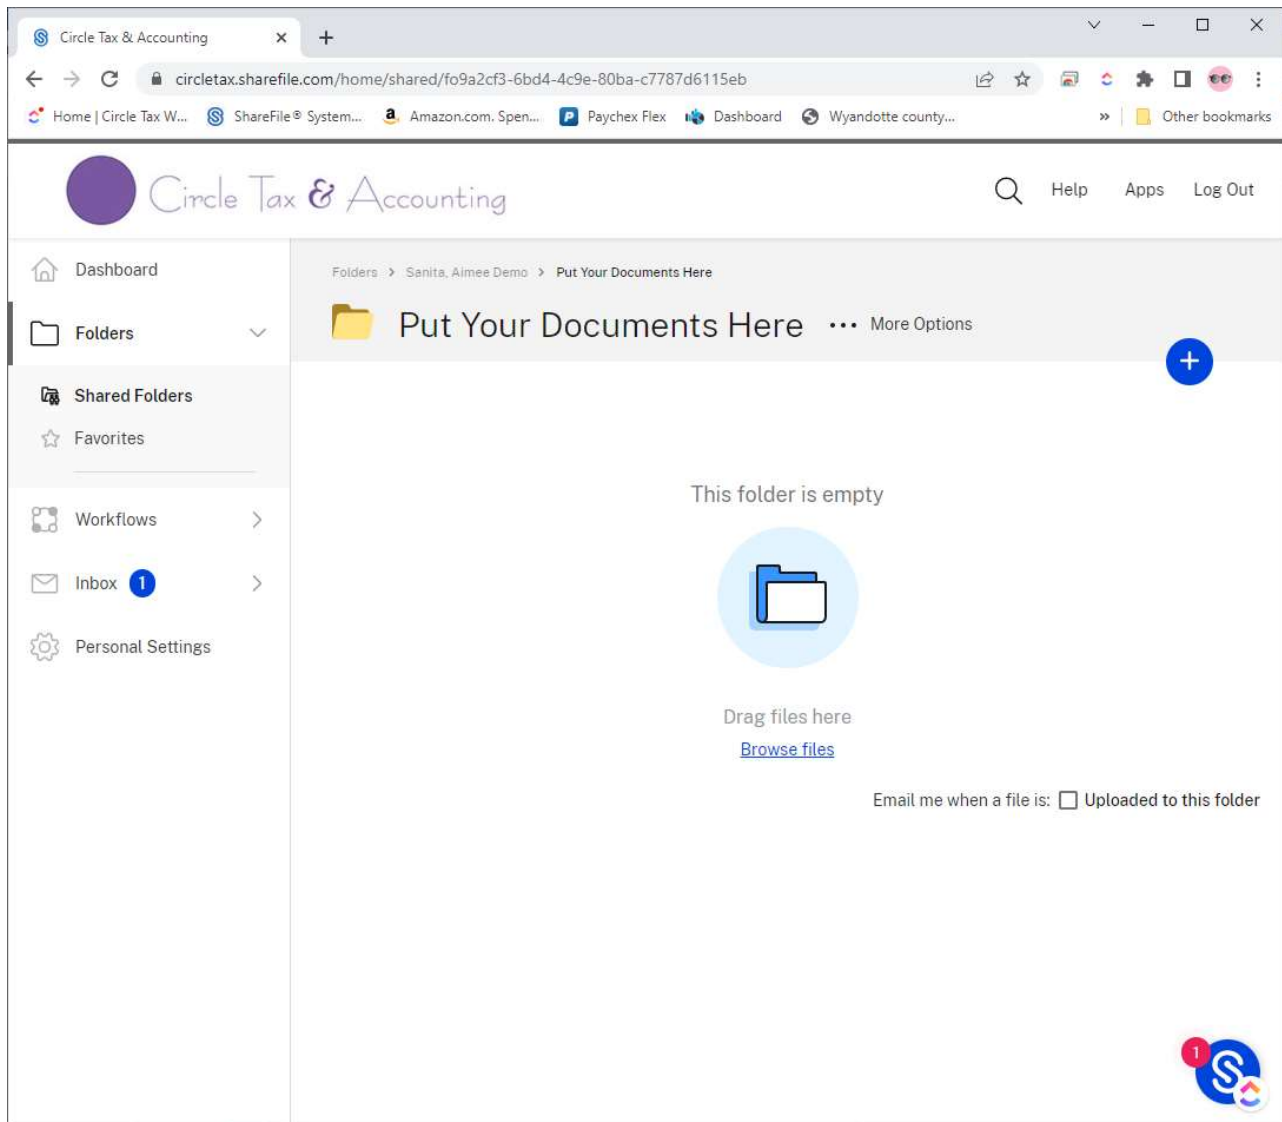 Circle Tax & Accounting
circletax.sharefile.com/home/shared/fo9a2cf3-6bd4-4c9e-80ba-c7787d6115eb
Home | Circle Tax W... ShareFile® System... Amazon.com. Spen... Paychex Flex Dashboard Wyandotte county... » Other bookmarks
Circle Tax & Accounting Help Apps Log Out
Dashboard
Folders > Sanita, Aimee Demo > Put Your Documents Here
Folders
Put Your Documents Here ••• More Options
+
Shared Folders
Favorites
This folder is empty
Workflows
Inbox 1
Personal Settings
Drag files here
Browse files
Email me when a file is: Uploaded to this folder
1